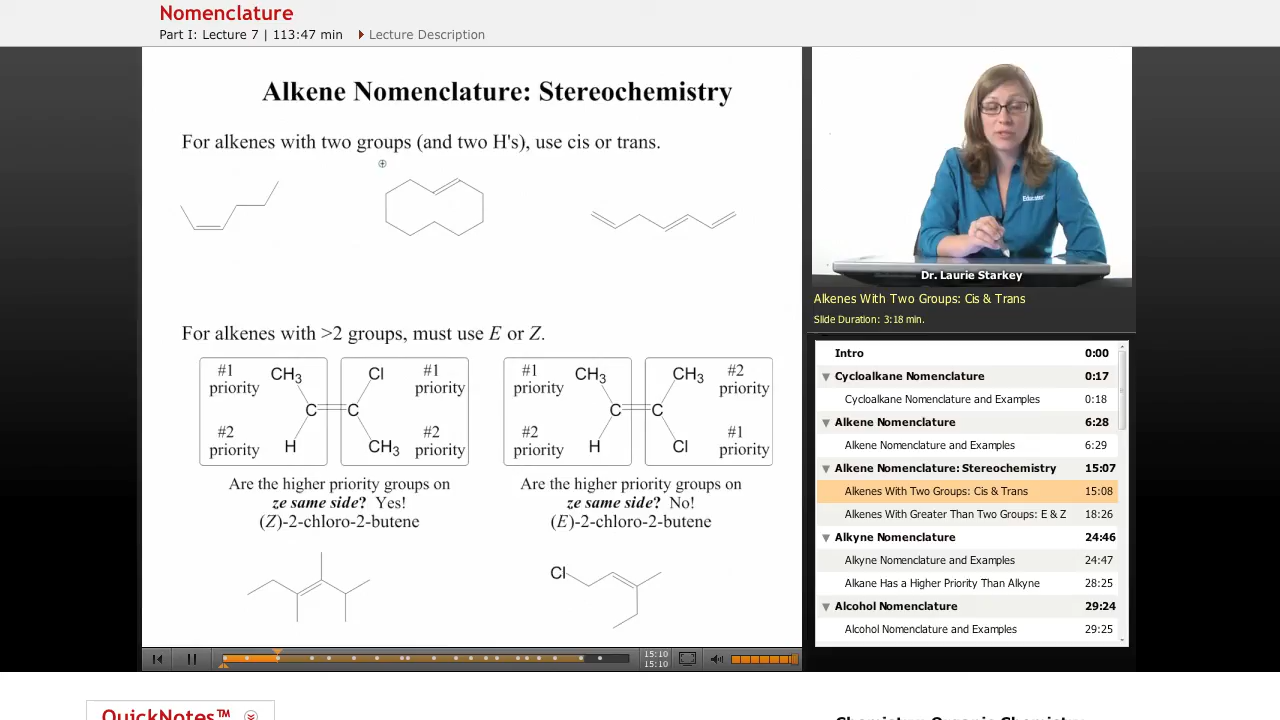 Nomenclature
Part I: Lecture 7 | 113:47 min
Lecture Description
Alkene Nomenclature: Stereochemistry
For alkenes with two groups (and two H's), use cis or trans.
For alkenes with >2 groups, must use E or Z.
#1 priority
CH3
Cl
#1 priority
C
C
#2 priority
H
CH3
#2 priority
#1 priority
CH3
CH3
#2 priority
C
C
#2 priority
H
Cl
#1 priority
Are the higher priority groups on
ze same side? Yes!
(Z)-2-chloro-2-butene
Are the higher priority groups on
ze same side? No!
(E)-2-chloro-2-butene
Cl
Educator
Dr. Laurie Starkey
Alkenes With Two Groups: Cis & Trans
Slide Duration: 3:18 min.
Intro 0:00
Cycloalkane Nomenclature 0:17
Cycloalkane Nomenclature and Examples 0:18
Alkene Nomenclature 6:28
Alkene Nomenclature and Examples 6:29
Alkene Nomenclature: Stereochemistry 15:07
Alkenes With Two Groups: Cis & Trans 15:08
Alkenes With Greater Than Two Groups: E & Z 18:26
Alkyne Nomenclature 24:46
Alkyne Nomenclature and Examples 24:47
Alkane Has a Higher Priority Than Alkyne 28:25
Alcohol Nomenclature 29:24
Alcohol Nomenclature and Examples 29:25
15:10
15:10
QuickNotes™
Chemistry: Organic Chemistry